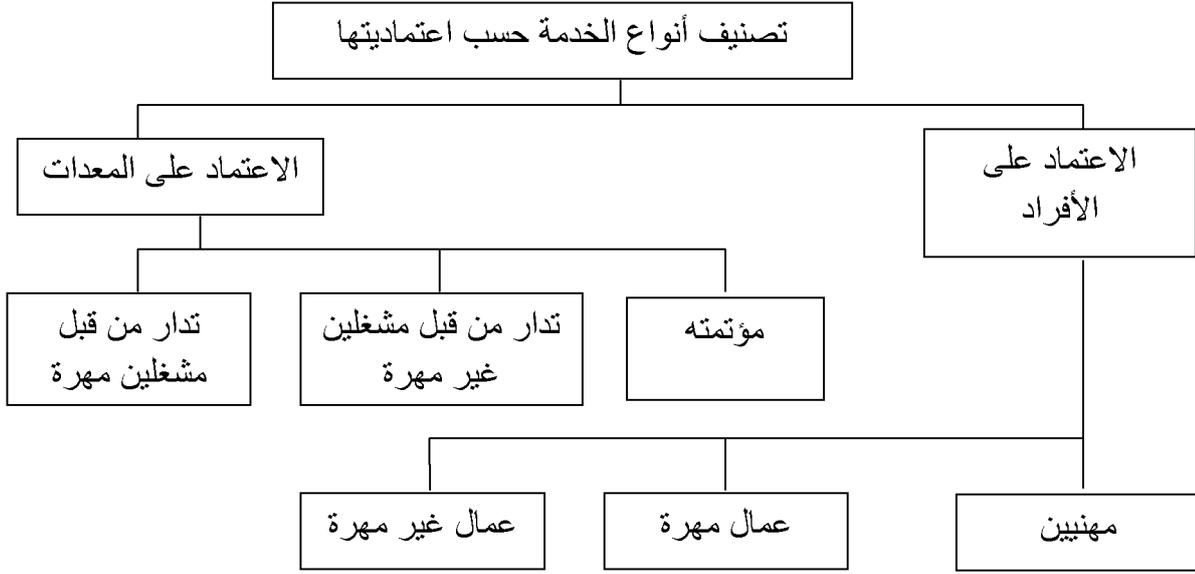 تصنيف أنواع الخدمة حسب اعتماديتها
الاعتماد على
الأفراد
الاعتماد على المعدات
مؤتمته
تدار من قبل مشغلين
غير مهرة
تدار من قبل
مشغلين مهرة
مهنيين
عمال مهرة
عمال غير مهرة